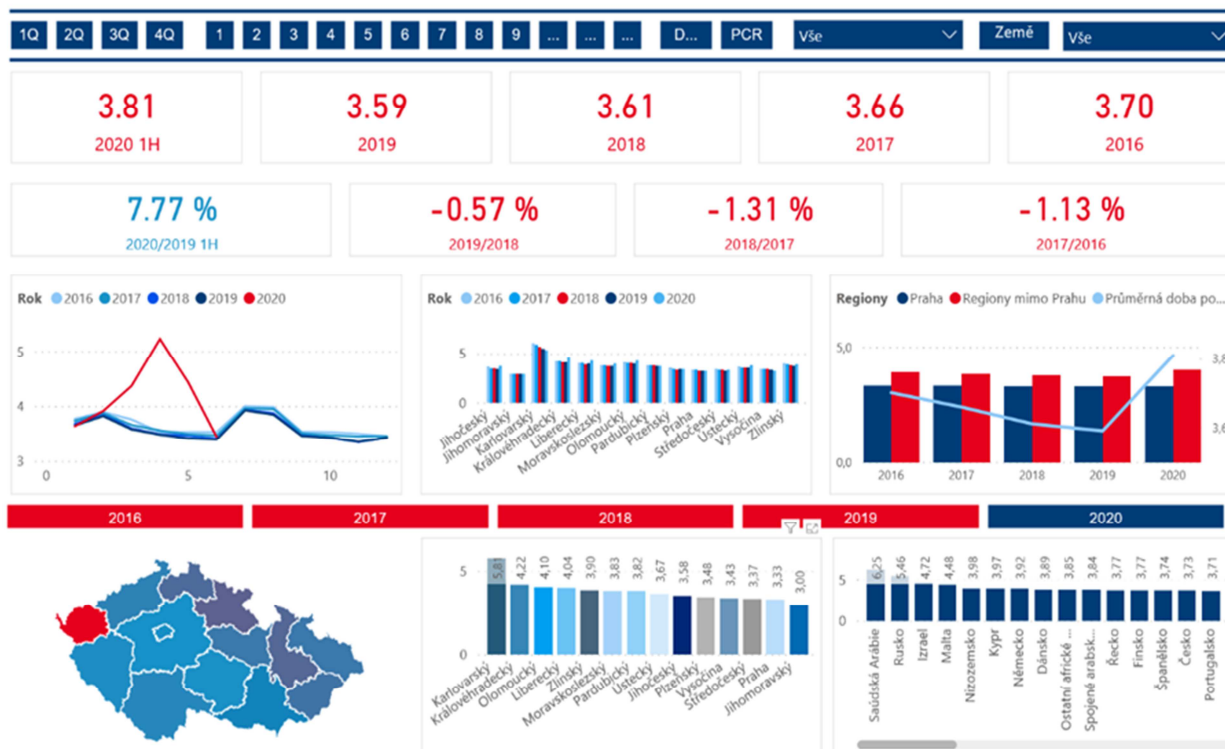 1Q 2Q 3Q 4Q 1 2 3 4 5 6 7 8 9 ... ... ... D... PCR Vše Země Vše
3.81 3.59 3.61 3.66 3.70
2020 1H 2019 2018 2017 2016
7.77 % -0.57 % -1.31 % -1.13 %
2020/2019 1H 2019/2018 2018/2017 2017/2016
Rok 2016 2017 2018 2019 2020
5
4
3
0 5 10
Rok 2016 2017 2018 2019 2020
5
0
Jihočeský
Jihomoravský
Karlovarský
Královéhradecký
Liberecký
Moravskoslezský
Olomoucký
Pardubický
Plzeňský
Praha
Středočeský
Ústecký
Vysočina
Zlínský
Regiony Praha Regiony mimo Prahu Průměrná doba po...
5,0
0,0
3,8
3,6
2016 2017 2018 2019 2020
2016 2017 2018 2019 2020
5
0
5,81 4,22 4,10 4,04 3,90 3,83 3,82 3,67 3,58 3,48 3,43 3,37 3,33 3,00
Karlovarský
Královéhradecký
Olomoucký
Liberecký
Zlínský
Moravskoslezský
Pardubický
Ústecký
Jihočeský
Plzeňský
Vysočina
Středočeský
Praha
Jihomoravský
5
0
6,25 5,46 4,72 4,48 3,98 3,97 3,92 3,89 3,85 3,84 3,77 3,77 3,74 3,73 3,71
Saúdská Arábie
Rusko
Izrael
Malta
Nizozemsko
Kypr
Německo
Dánsko
Ostatní africké ...
Spojené arabsk...
Řecko
Finsko
Španělsko
Česko
Portugalsko